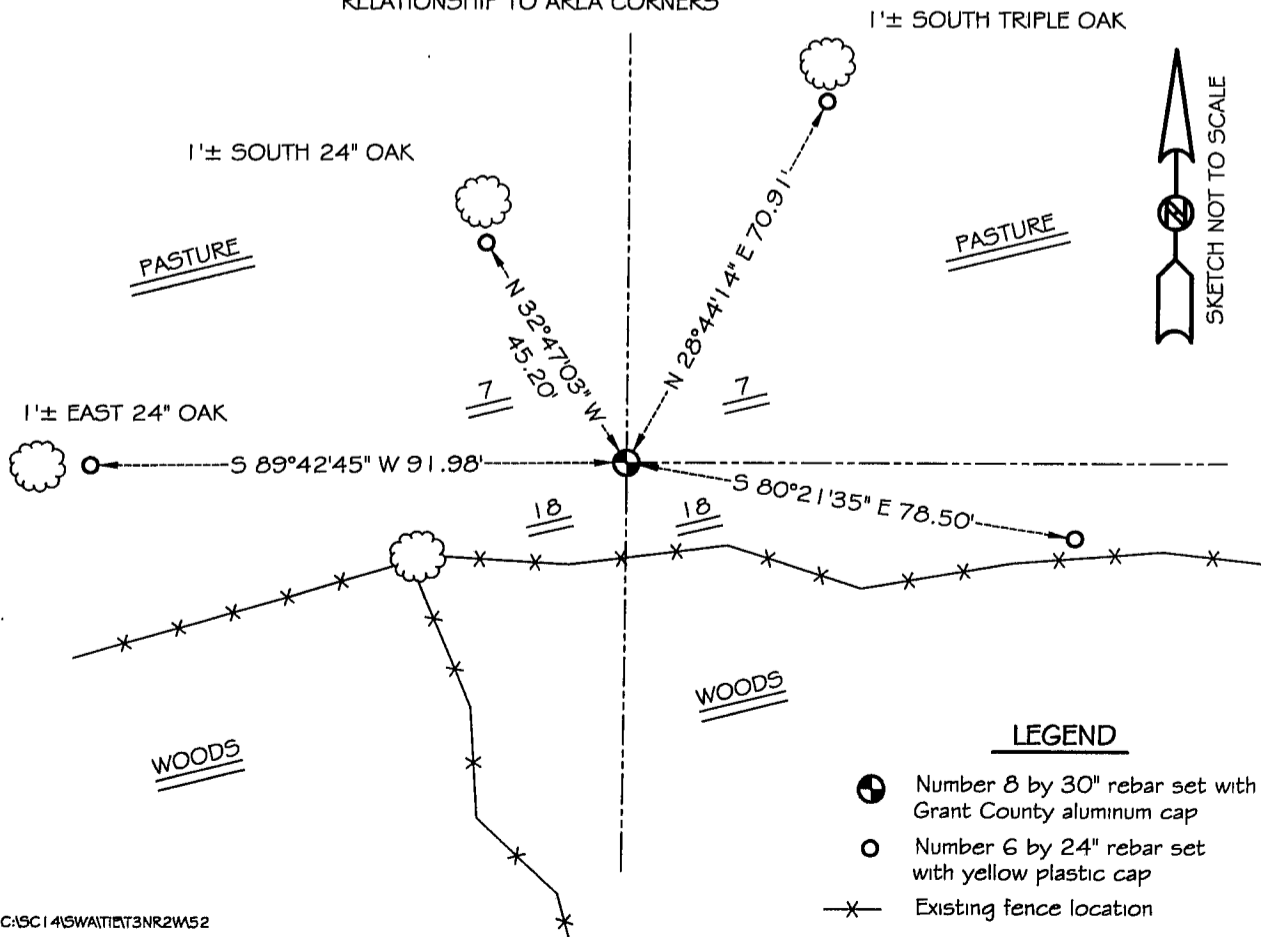 RELATIONSHIP TO AREA CORNERS
1'± SOUTH TRIPLE OAK
1'± SOUTH 24" OAK
SKETCH NOT TO SCALE
N
PASTURE
PASTURE
N 28°44'14" E 70.91'
N 32°47'03" W
45.20'
7
7
1'± EAST 24" OAK
S 89°42'45" W 91.98'
S 80°21'35" E 78.50'
18
18
WOODS
WOODS
LEGEND
Number 8 by 30" rebar set with
Grant County aluminum cap
Number 6 by 24" rebar set
with yellow plastic cap
Existing fence location
C:\SC14\SWA\TIE\T3NR2W\52